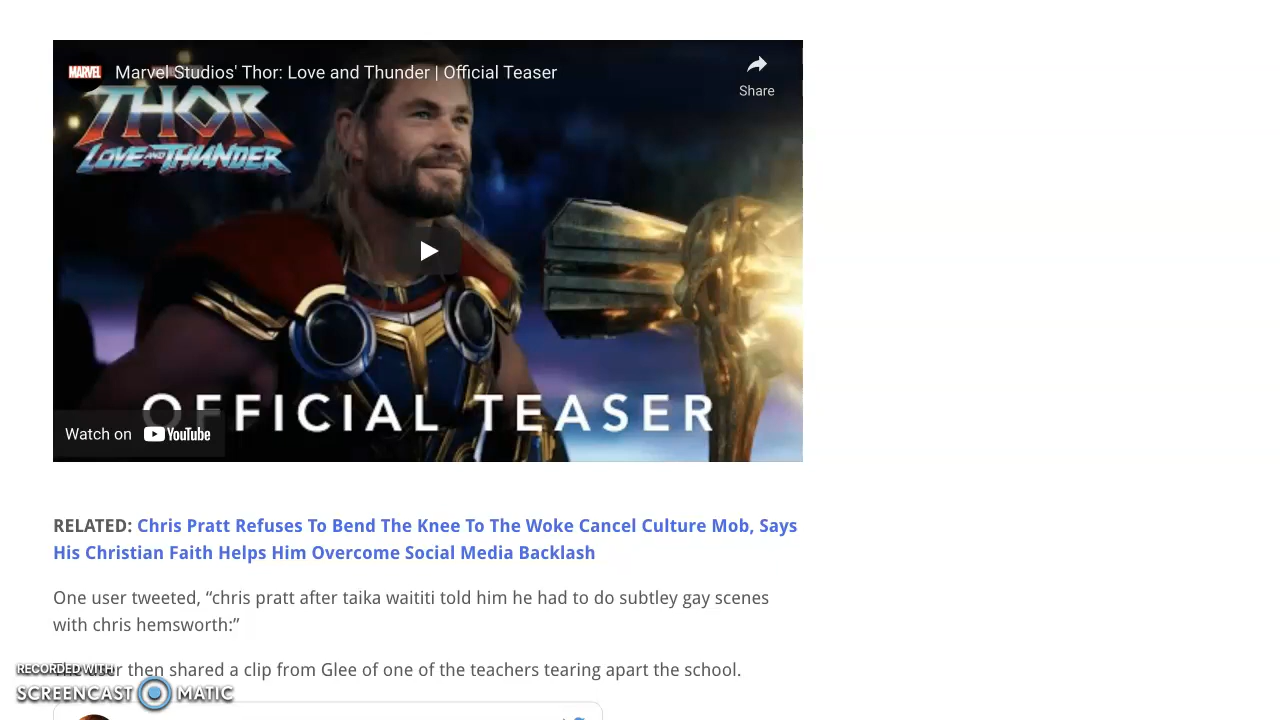 MARVEL Marvel Studios' Thor: Love and Thunder | Official Teaser
Share
THOR
LOVE AND THUNDER
OFFICIAL TEASER
Watch on YouTube
RELATED: Chris Pratt Refuses To Bend The Knee To The Woke Cancel Culture Mob, Says
His Christian Faith Helps Him Overcome Social Media Backlash
One user tweeted, “chris pratt after taika waititi told him he had to do subtley gay scenes
with chris hemsworth:”
then shared a clip from Glee of one of the teachers tearing apart the school.
RECORDED WITH
SCREENCAST MATIC